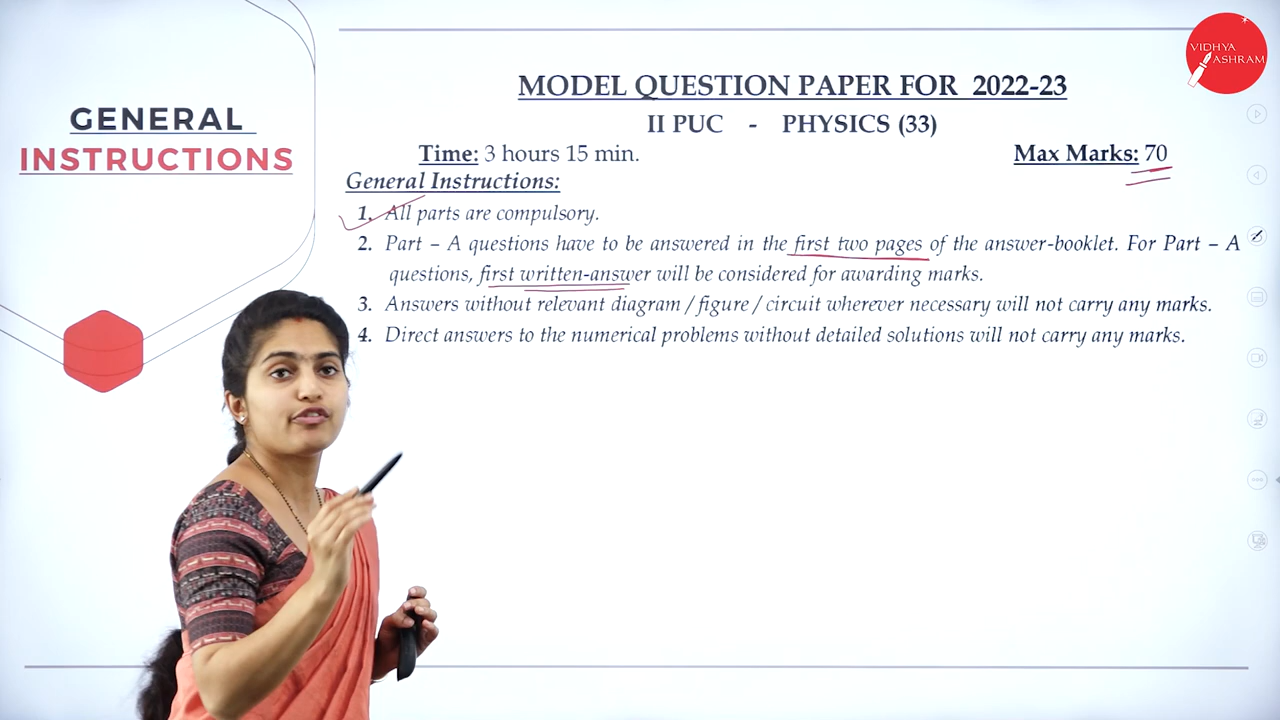 GENERAL
INSTRUCTIONS
VIDHYA
ASHRAM
MODEL QUESTION PAPER FOR 2022-23
II PUC - PHYSICS (33)
Time: 3 hours 15 min.
Max Marks: 70
General Instructions:
1. All parts are compulsory.
2. Part – A questions have to be answered in the first two pages of the answer-booklet. For Part – A
questions, first written-answer will be considered for awarding marks.
3. Answers without relevant diagram / figure / circuit wherever necessary will not carry any marks.
4. Direct answers to the numerical problems without detailed solutions will not carry any marks.